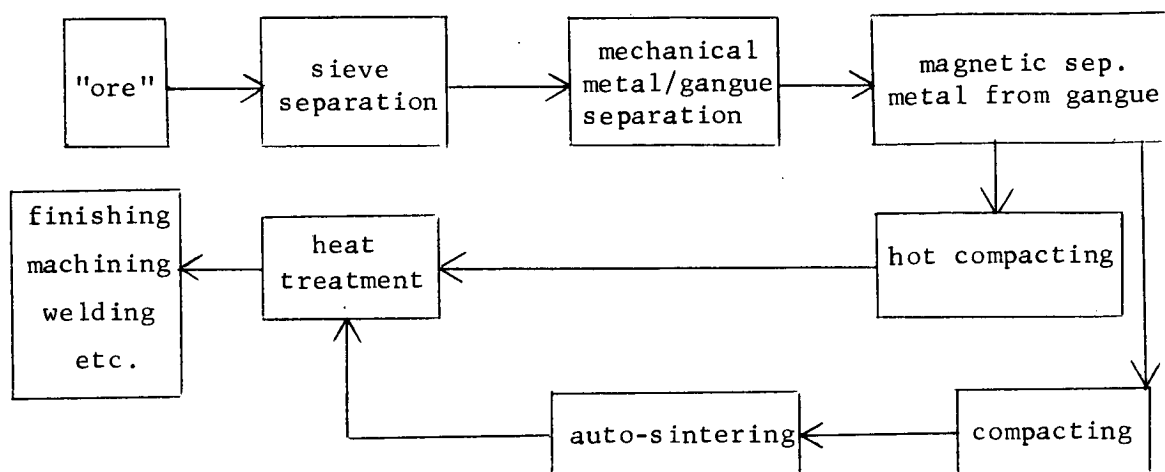 "ore"
sieve
separation
mechanical
metal/gangue
separation
magnetic sep.
metal from gangue
finishing
machining
welding
etc.
heat
treatment
hot compacting
auto-sintering
compacting